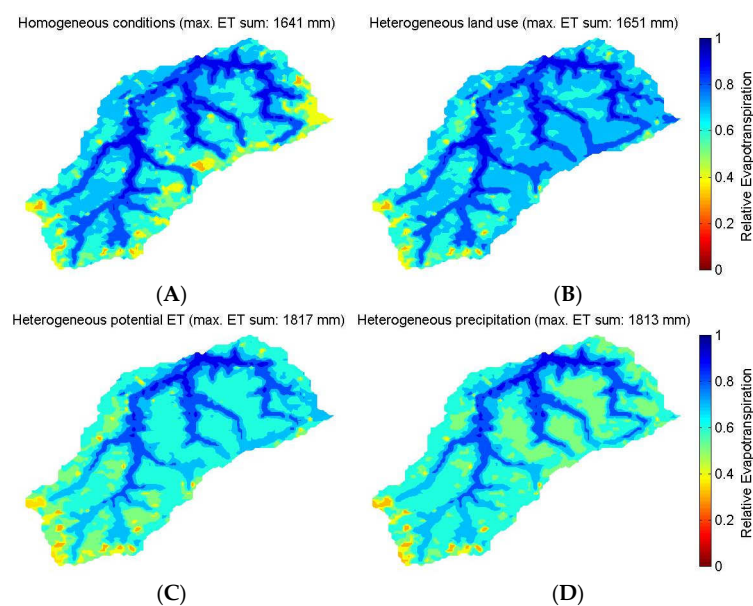 Homogeneous conditions (max. ET sum: 1641 mm)
Heterogeneous land use (max. ET sum: 1651 mm)
1
0.8
0.6
0.4
0.2
0
Relative Evapotranspiration
(A)
(B)
Heterogeneous potential ET (max. ET sum: 1817 mm)
Heterogeneous precipitation (max. ET sum: 1813 mm)
1
0.8
0.6
0.4
0.2
0
Relative Evapotranspiration
(C)
(D)